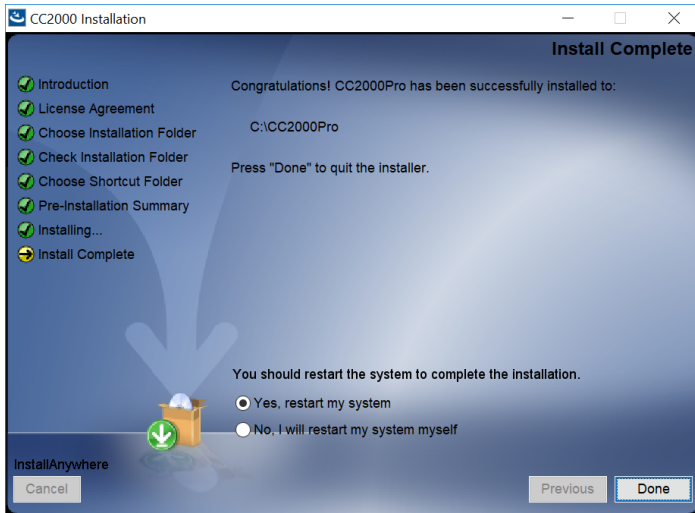 CC2000 Installation
Install Complete
Introduction
License Agreement
Choose Installation Folder
Check Installation Folder
Choose Shortcut Folder
Pre-Installation Summary
Installing...
Install Complete
Congratulations! CC2000Pro has been successfully installed to:
C:\CC2000Pro
Press "Done" to quit the installer.
You should restart the system to complete the installation.
Yes, restart my system
No, I will restart my system myself
InstallAnywhere
Cancel
Previous
Done